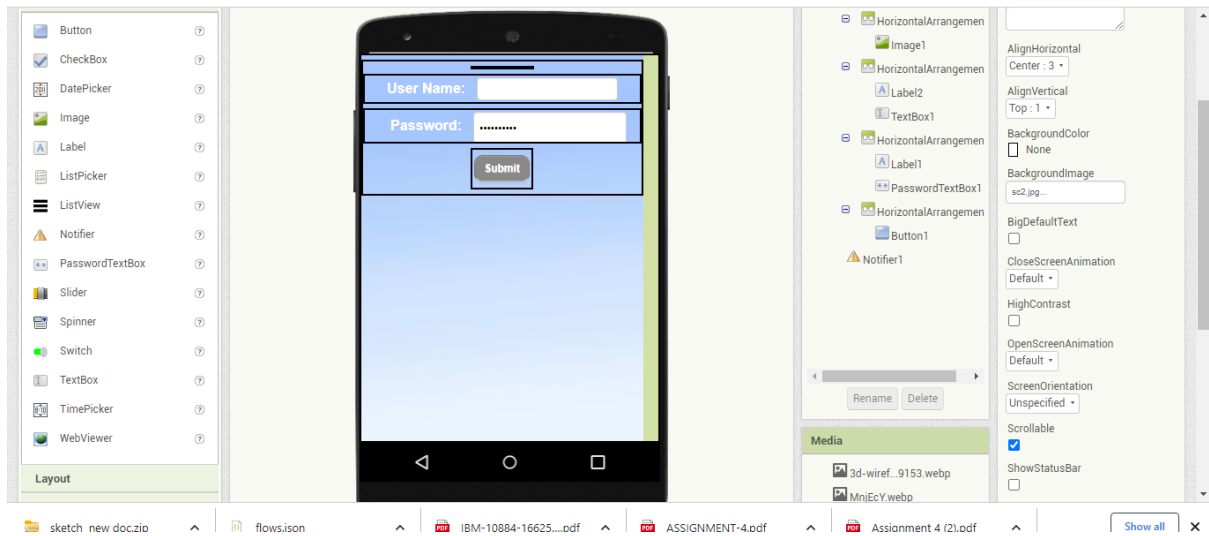 Button
CheckBox
DatePicker
Image
Label
ListPicker
ListView
Notifier
PasswordTextBox
Slider
Spinner
Switch
TextBox
TimePicker
WebViewer
Layout
User Name:
Password:
Submit
HorizontalArrangemen
Image1
HorizontalArrangemen
Label2
TextBox1
HorizontalArrangemen
Label1
PasswordTextBox1
HorizontalArrangemen
Button1
Notifier1
Rename Delete
Media
3d-wiref...9153.webp
MnjEcY.webp
AlignHorizontal
Center : 3
AlignVertical
Top : 1
BackgroundColor
None
BackgroundImage
sc2.jpg...
BigDefaultText
CloseScreenAnimation
Default
HighContrast
OpenScreenAnimation
Default
ScreenOrientation
Unspecified
Scrollable
ShowStatusBar
sketch_new doc.zip flows.json IBM-10884-16625....pdf ASSIGNMENT-4.pdf Assignment 4 (2).pdf Show all